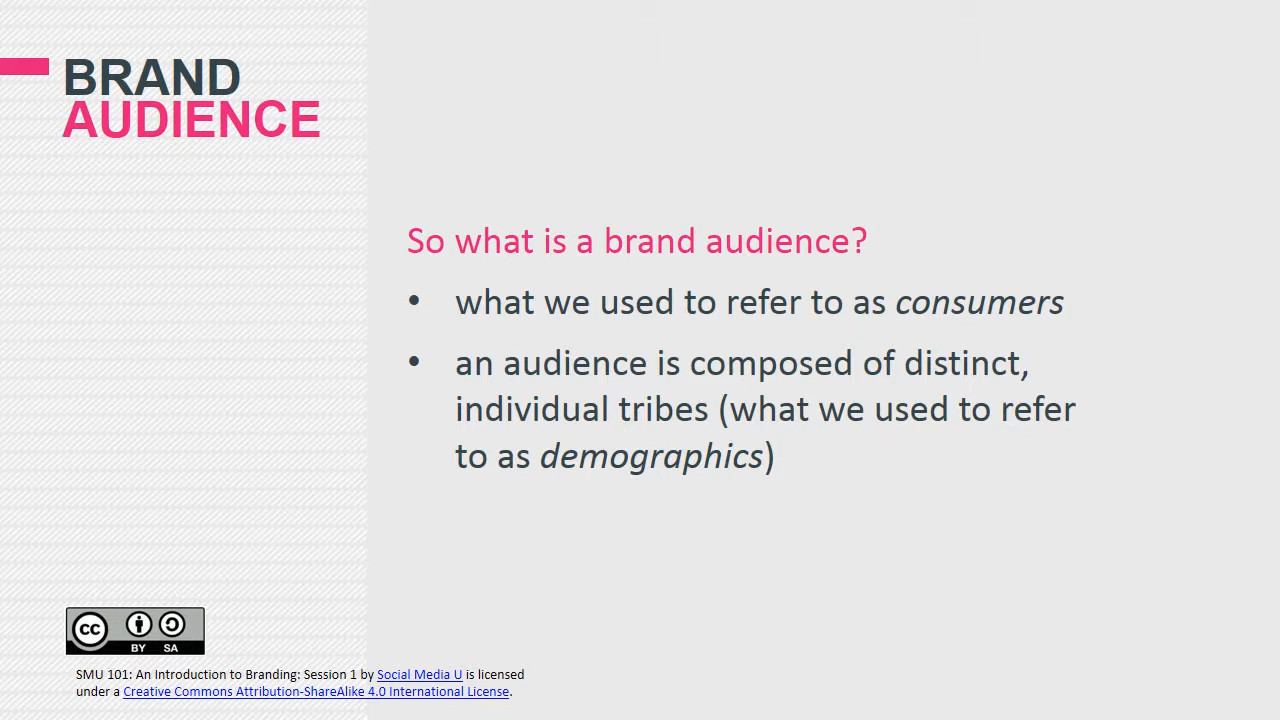 BRAND
AUDIENCE
So what is a brand audience?
• what we used to refer to as consumers
• an audience is composed of distinct,
individual tribes (what we used to refer
to as demographics)
cc
BY SA
SMU 101: An Introduction to Branding: Session 1 by Social Media U is licensed
under a Creative Commons Attribution-ShareAlike 4.0 International License.